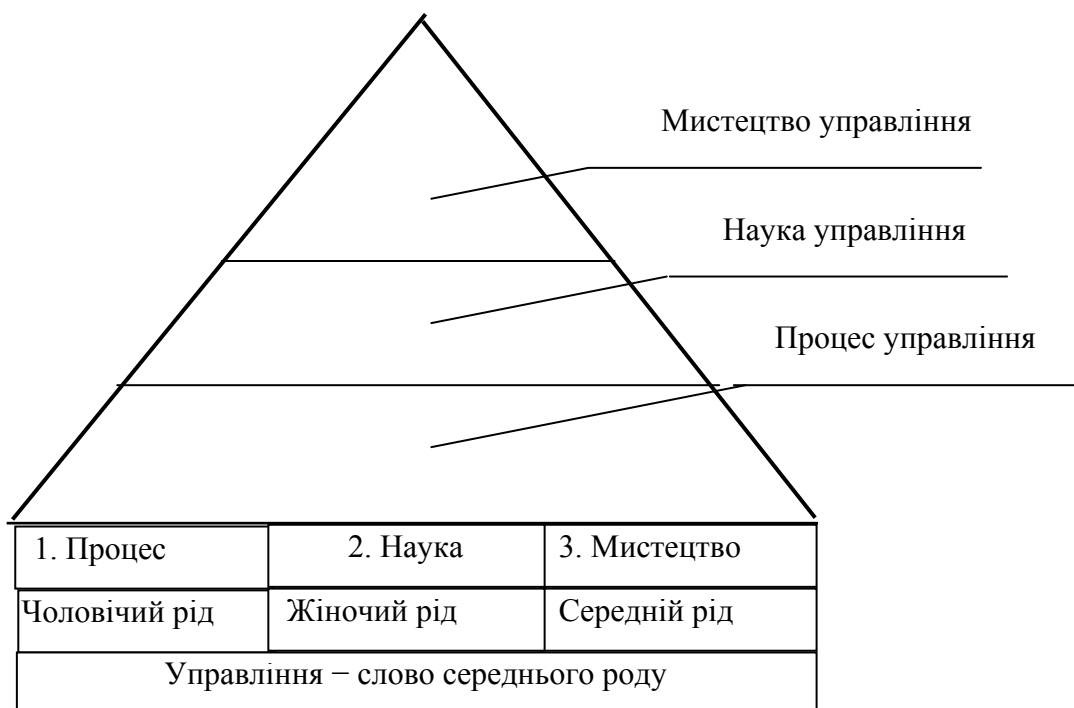 Мистецтво управління
Наука управління
Процес управління
1. Процес 2. Наука 3. Мистецтво
Чоловічий рід Жіночий рід Середній рід
Управління − слово середнього роду